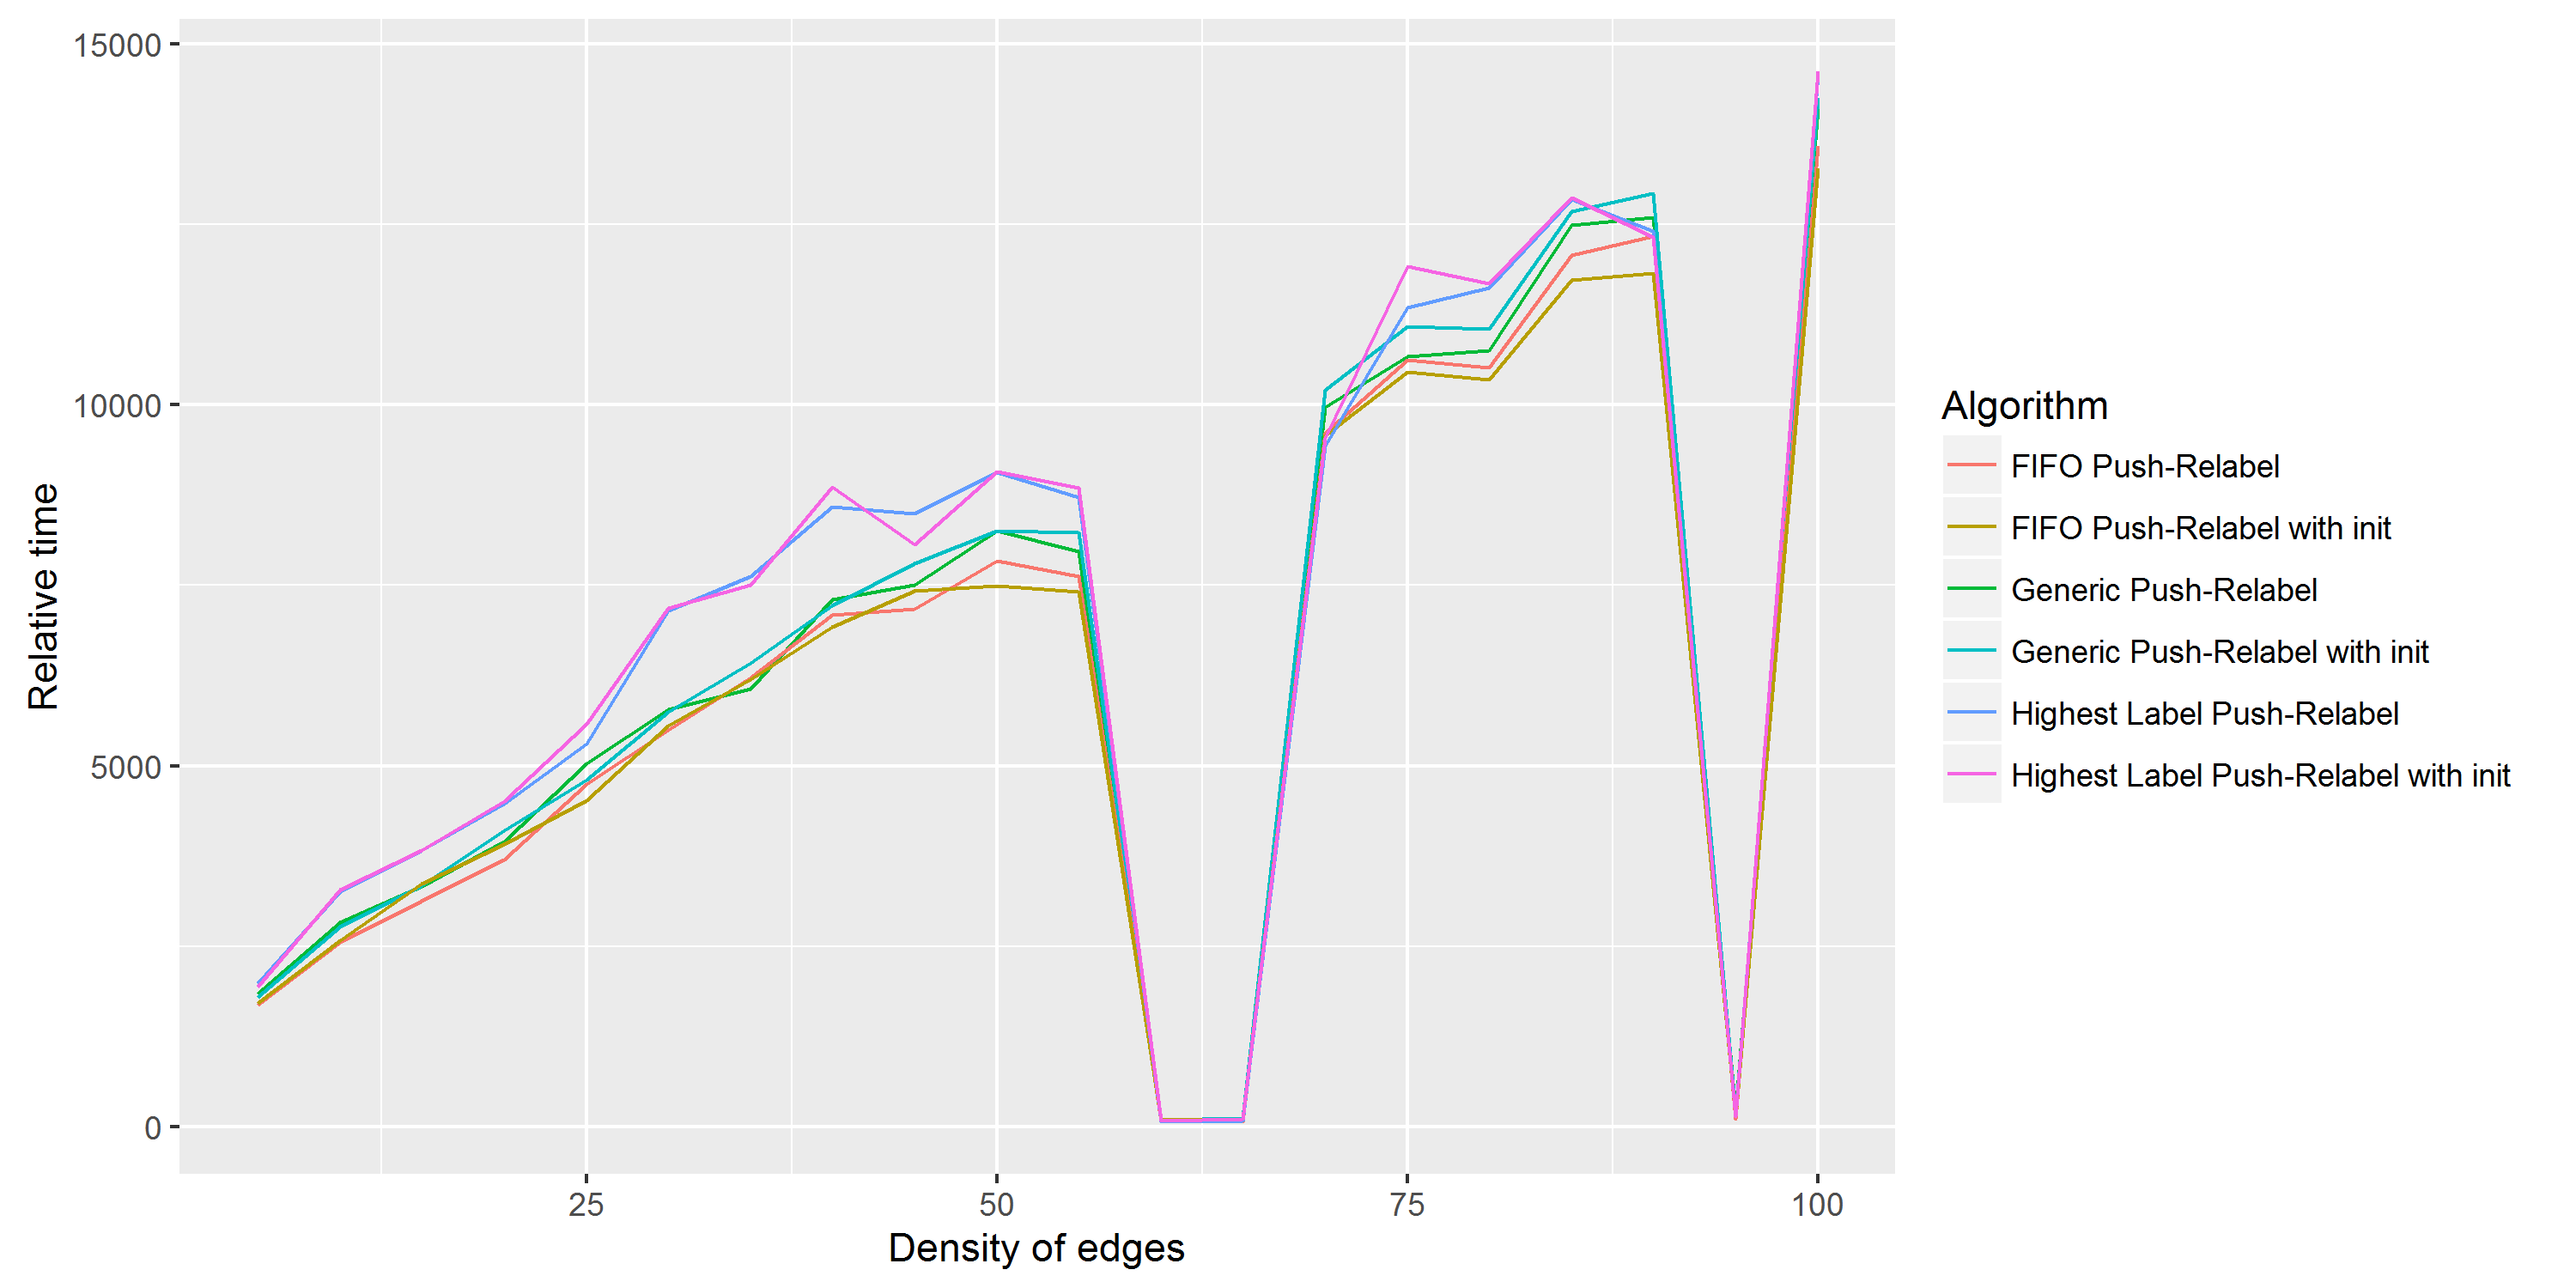 15000
10000
5000
0
Relative time
25
50
75
100
Density of edges
Algorithm
FIFO Push-Relabel
FIFO Push-Relabel with init
Generic Push-Relabel
Generic Push-Relabel with init
Highest Label Push-Relabel
Highest Label Push-Relabel with init